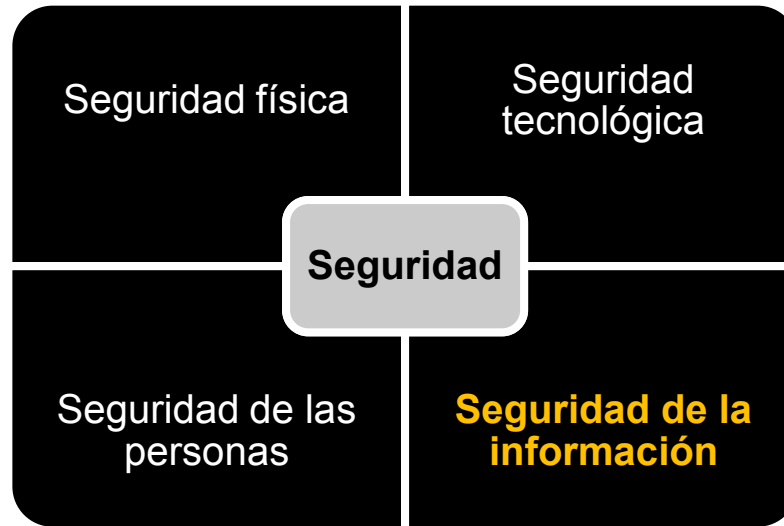 Seguridad física
Seguridad
tecnológica
Seguridad
Seguridad de las
personas
Seguridad de la
información